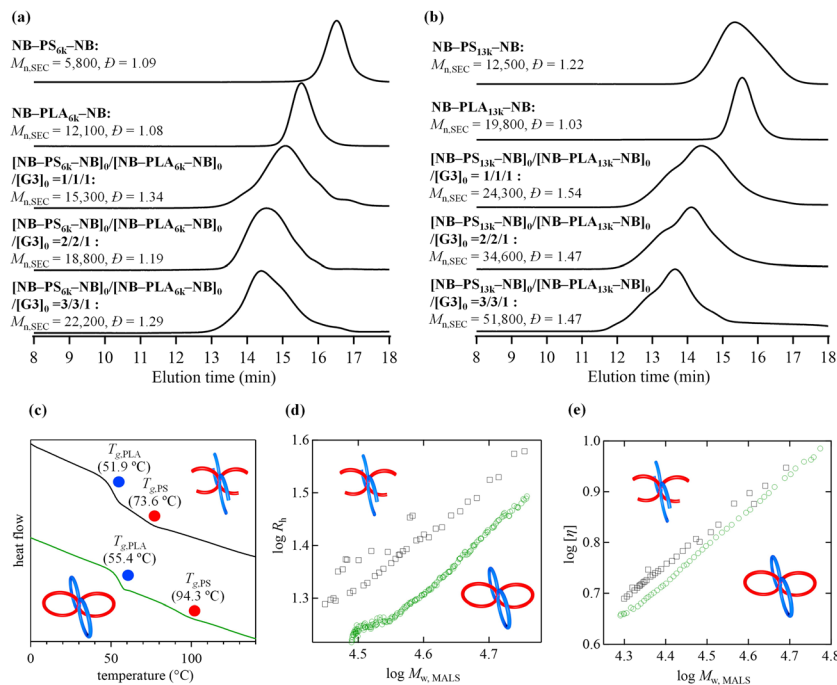 (a)
NB–PS6k–NB:
Mn,SEC = 5,800, Đ = 1.09
NB–PLA6k–NB:
Mn,SEC = 12,100, Đ = 1.08
[NB–PS6k–NB]0/[NB–PLA6k–NB]0
/[G3]0 =1/1/1:
Mn,SEC = 15,300, Đ = 1.34
[NB–PS6k–NB]0/[NB–PLA6k–NB]0
/[G3]0 =2/2/1 :
Mn,SEC = 18,800, Đ = 1.19
[NB–PS6k–NB]0/[NB–PLA6k–NB]0
/[G3]0 =3/3/1 :
Mn,SEC = 22,200, Đ = 1.29
8 9 10 11 12 13 14 15 16 17 18
Elution time (min)
(b)
NB–PS13k–NB:
Mn,SEC = 12,500, Đ = 1.22
NB–PLA13k–NB:
Mn,SEC = 19,800, Đ = 1.03
[NB–PS13k–NB]0/[NB–PLA13k–NB]0
/[G3]0 = 1/1/1:
Mn,SEC = 24,300, Đ = 1.54
[NB–PS13k–NB]0/[NB–PLA13k–NB]0
/[G3]0 =2/2/1 :
Mn,SEC = 34,600, Đ = 1.47
[NB–PS13k–NB]0/[NB–PLA13k–NB]0
/[G3]0 =3/3/1 :
Mn,SEC = 51,800, Đ = 1.47
8 9 10 11 12 13 14 15 16 17 18
Elution time (min)
(c)
heat flow
Tg,PLA
(51.9 ºC)
Tg,PS
(73.6 ºC)
Tg,PLA
(55.4 ºC)
Tg,PS
(94.3 ºC)
0 50 100
temperature (°C)
(d)
log Rh
1.6
1.5
1.4
1.3
4.5 4.6 4.7
log Mw, MALS
(e)
log [η]
1.0
0.9
0.8
0.7
0.6
4.3 4.4 4.5 4.6 4.7 4.8
log Mw, MALS